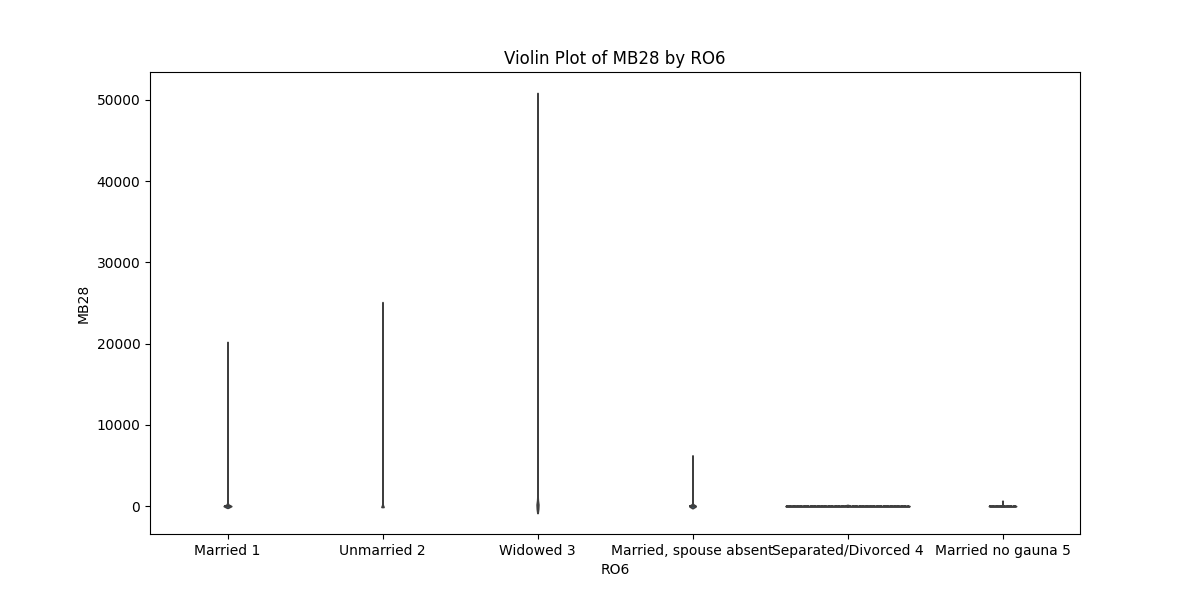 Violin Plot of MB28 by RO6
50000
40000
30000
20000
10000
0
MB28
Married 1
Unmarried 2
Widowed 3
Married, spouse absent
Separated/Divorced 4
Married no gauna 5
RO6